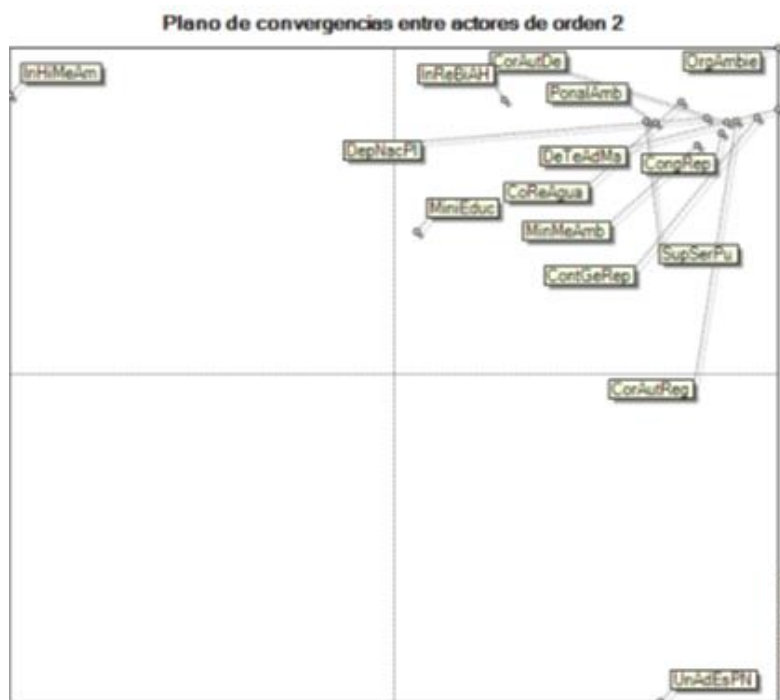 Plano de convergencias entre actores de orden 2
InHiMeAm
CorAutDe
OrgAmbie
InReBiAH
PonalAmb
DepNacPl
DeTeAdMa
CongRep
CoReAgua
MiniEduc
MinMeAmb
SupSerPu
ContGeRep
CorAutReg
UnAdEsPN